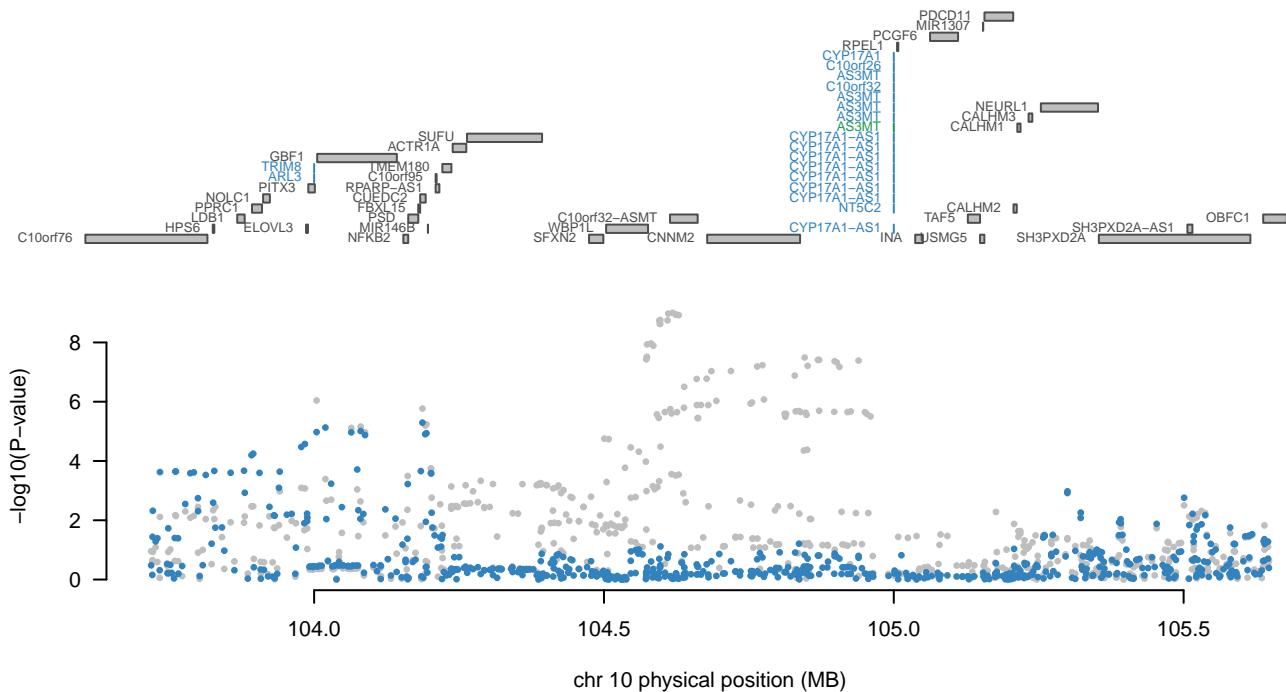 PDCD11
MIR1307
PCGF6
RPEL1
CYP17A1
C10orf26
AS3MT
C10orf32
AS3MT
AS3MT NEURL1
AS3MT CALHM3
AS3MT CALHM1
SUFU CYP17A1−AS1
ACTR1A CYP17A1−AS1
GBF1 CYP17A1−AS1
TRIM8 TMEM180 CYP17A1−AS1
ARL3 C10orf95 CYP17A1−AS1
PITX3 RPARP−AS1 CYP17A1−AS1
NOLC1 CUEDC2 CYP17A1−AS1
PPRC1 FBXL15 NT5C2 CALHM2
LDB1 PSD C10orf32−ASMT TAF5 OBFC1
HPS6 ELOVL3 MIR146B WBP1L CYP17A1−AS1 SH3PXD2A−AS1
C10orf76 NFKB2 SFXN2 CNNM2 INA USMG5 SH3PXD2A
8
6
4
2
0
−log10(P−value)
104.0 104.5 105.0 105.5
chr 10 physical position (MB)